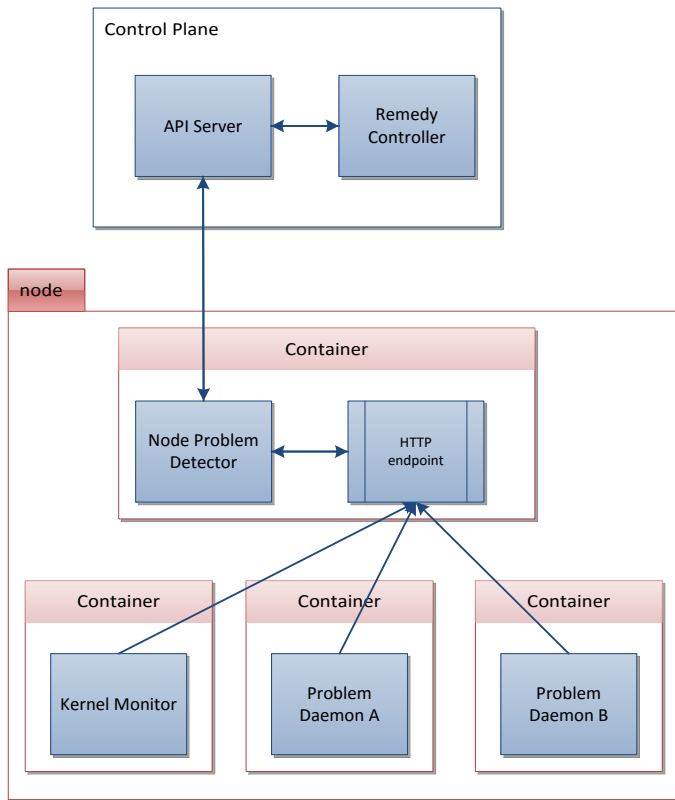 Control Plane
API Server
Remedy
Controller
node
Container
Node Problem
Detector
HTTP
endpoint
Container
Container
Container
Kernel Monitor
Problem
Daemon A
Problem
Daemon B